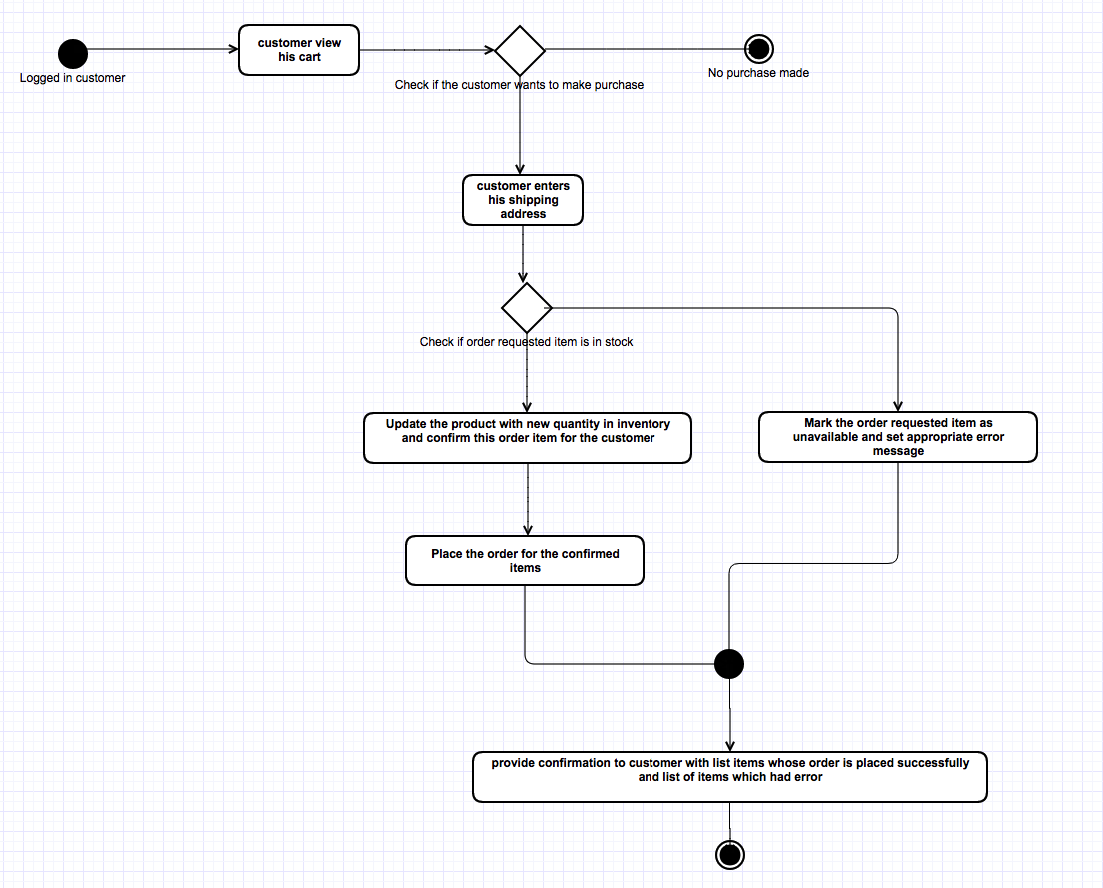 customer view
his cart
Logged in customer
No purchase made
Check if the customer wants to make purchase
customer enters
his shipping
address
Check if order requested item is in stock
Update the product with new quantity in inventory
and confirm this order item for the customer
Mark the order requested item as
unavailable and set appropriate error
message
Place the order for the confirmed
items
provide confirmation to customer with list items whose order is placed successfully
and list of items which had error